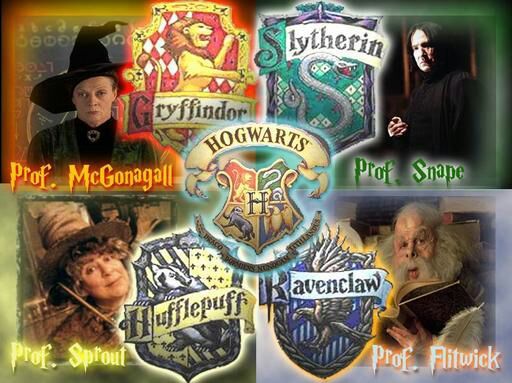 Gryffindor
Slytherin
Prof. McGonagall
HOGWARTS
Prof. Snape
H
Hufflepuff
Ravenclaw
Prof. Sprout
Prof. Flitwick